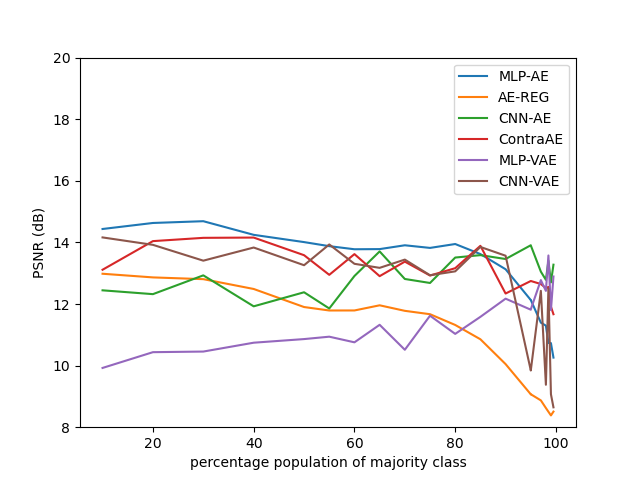 20
18
16
14
12
10
8
PSNR (dB)
MLP-AE
AE-REG
CNN-AE
ContraAE
MLP-VAE
CNN-VAE
20 40 60 80 100
percentage population of majority class